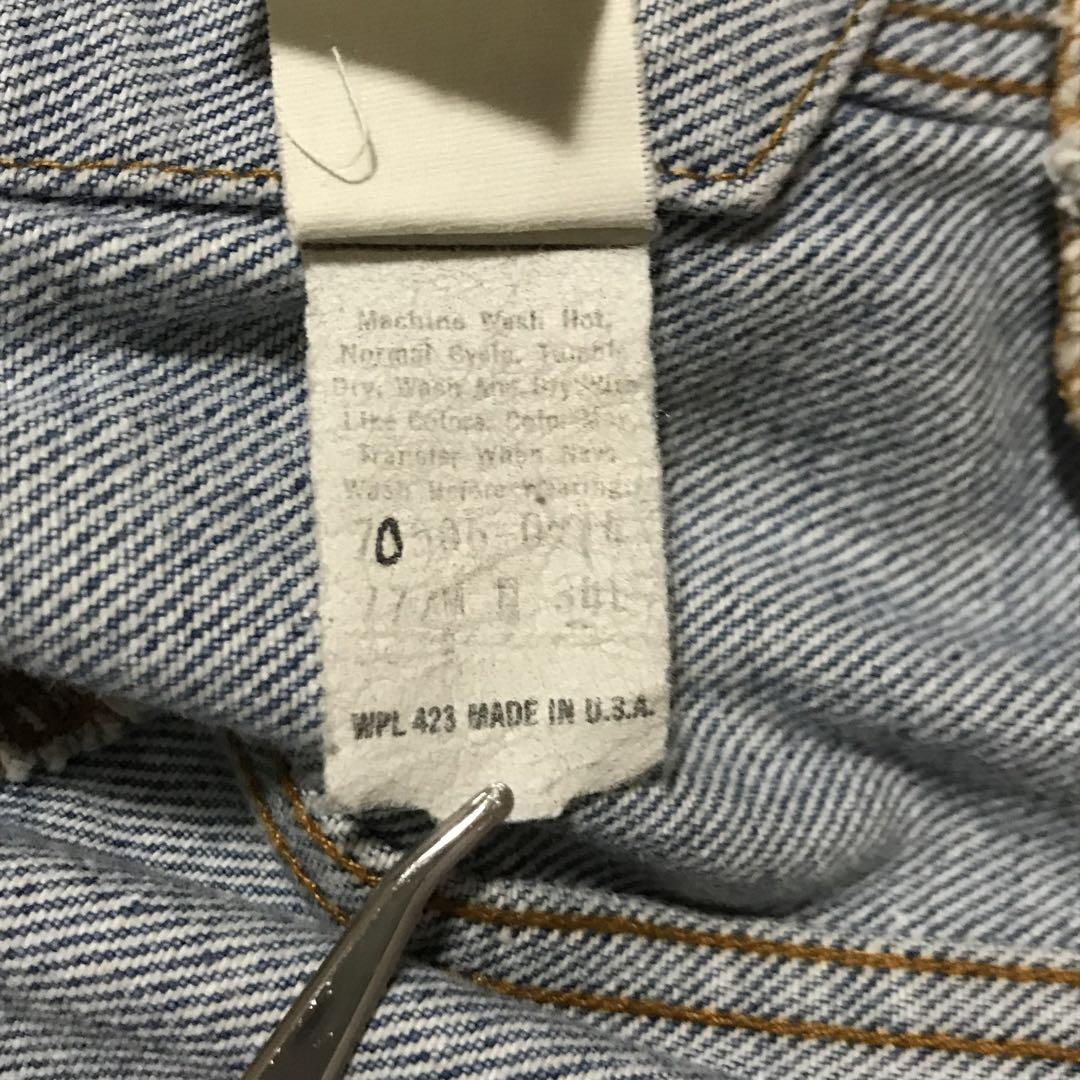 Machine Wash Hot,
Normal Cycle. Tumble
Dry. Wash And Dry With
Like Colors. Color May
Transfer When New.
Wash Before Wearing.
34L
WPL 423 MADE IN U.S.A.